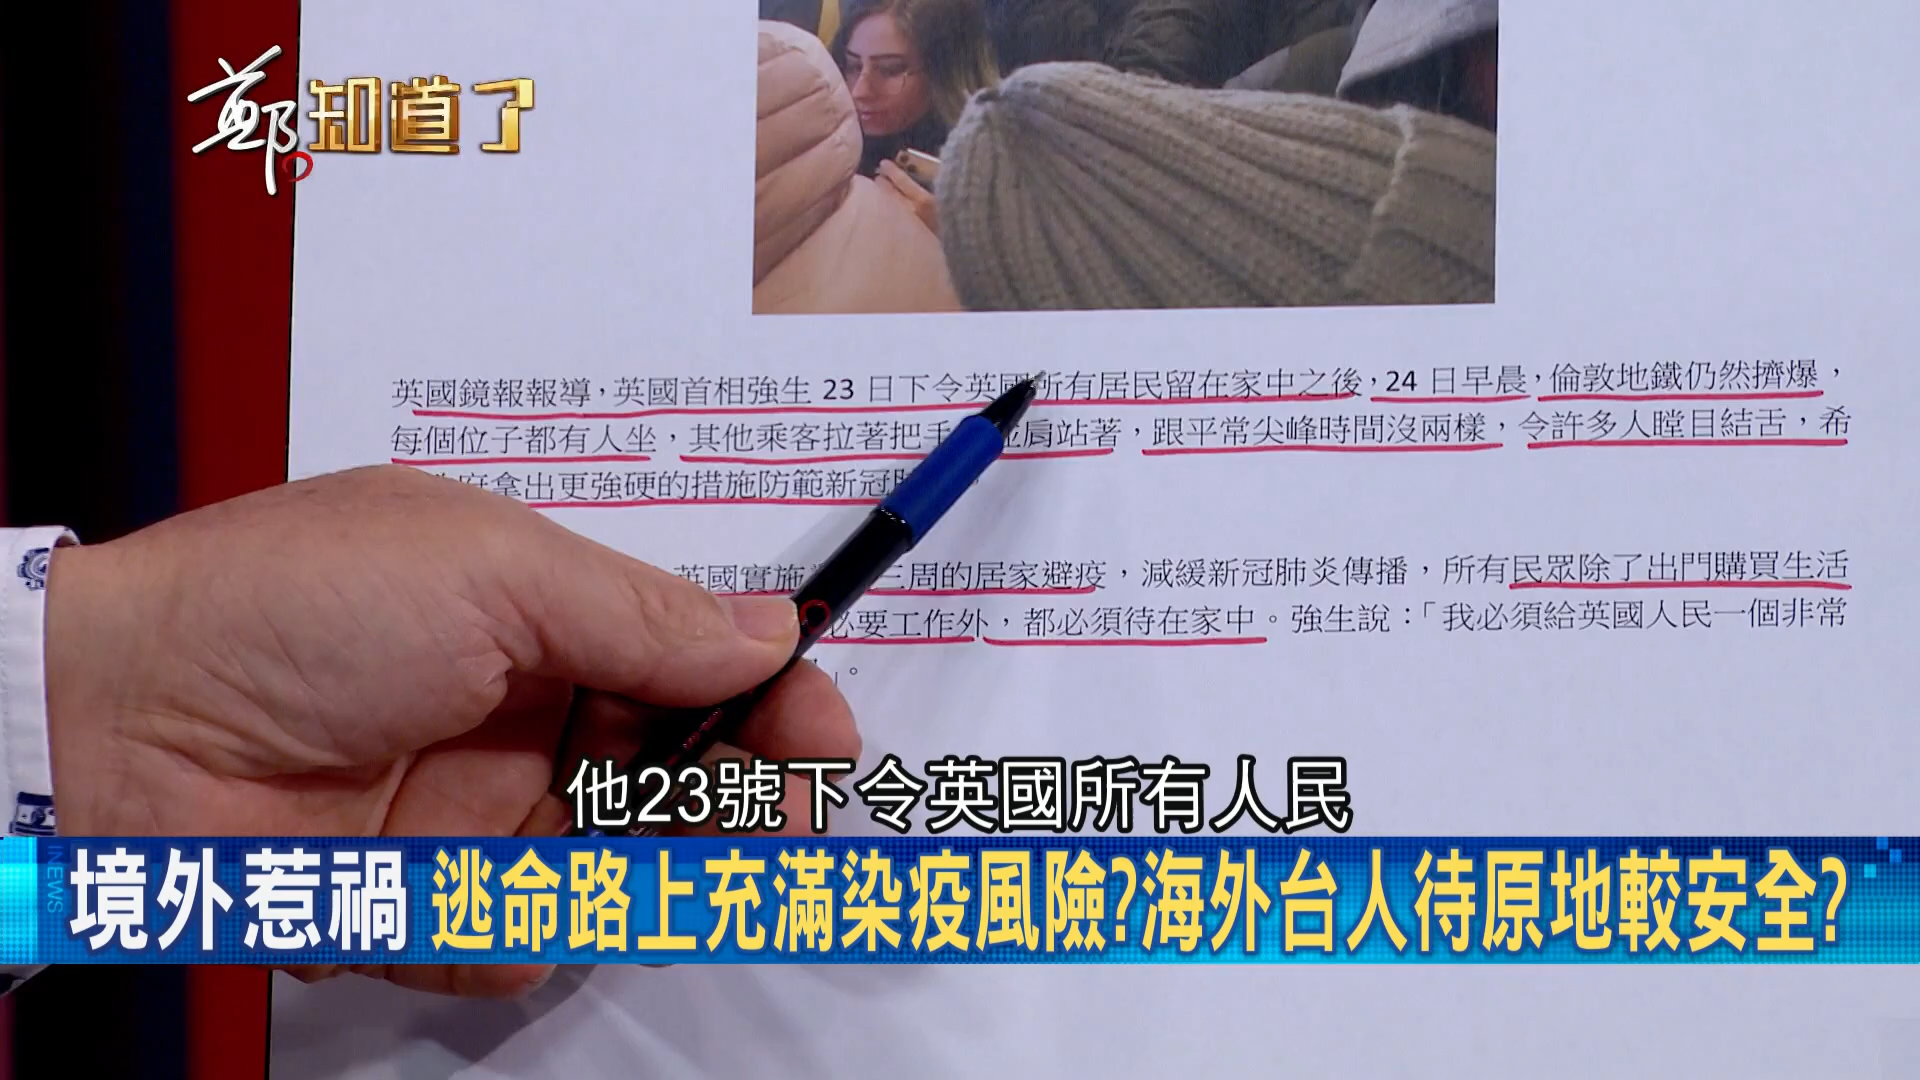 鄭知道了
英國鏡報報導，英國首相強生 23 日下令英國所有居民留在家中之後，24 日早晨，倫敦地鐵仍然擠爆，
每個位子都有人坐，其他乘客拉著把手 肩站著，跟平常尖峰時間沒兩樣，令許多人瞠目結舌，希
府拿出更強硬的措施防範新冠 。
英國實施 三周的居家避疫，減緩新冠肺炎傳播，所有民眾除了出門購買生活
必要工作外，都必須待在家中。強生說：「我必須給英國人民一個非常
」。
他23號下令英國所有人民
NEWS
境外惹禍 逃命路上充滿染疫風險?海外台人待原地較安全?